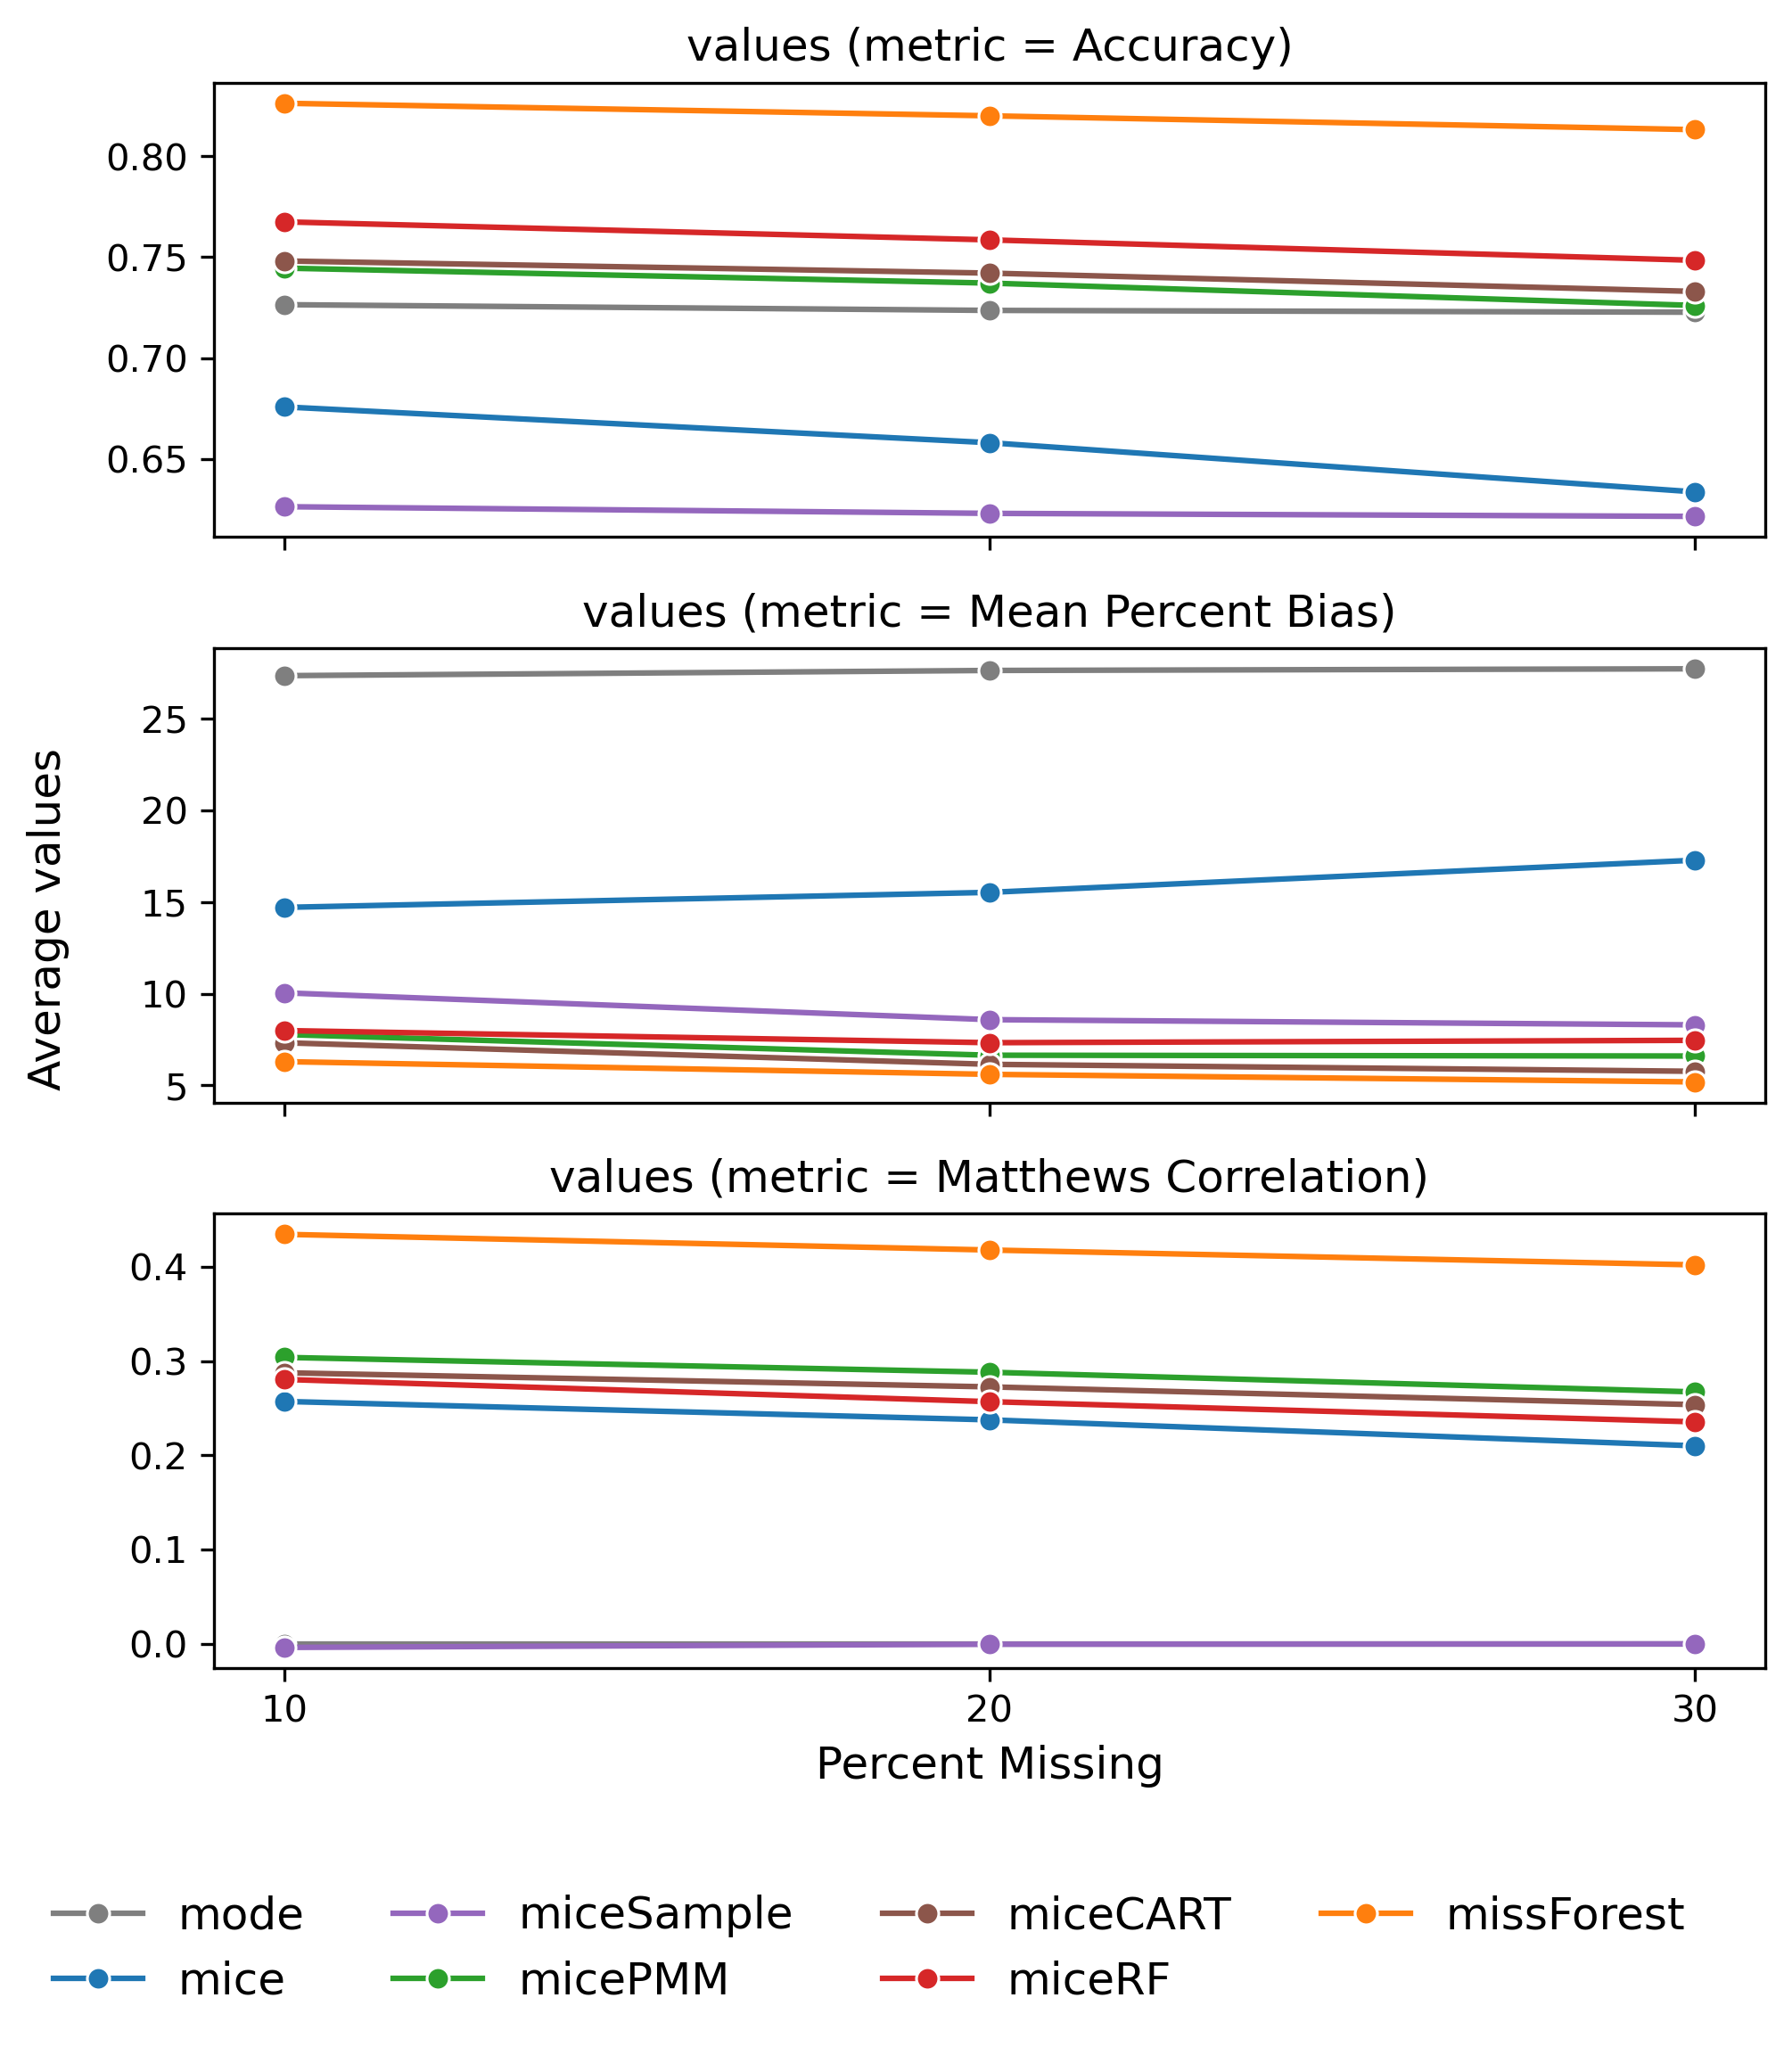 values (metric = Accuracy)
0.80
0.75
0.70
0.65
values (metric = Mean Percent Bias)
Average values
25
20
15
10
5
values (metric = Matthews Correlation)
0.4
0.3
0.2
0.1
0.0
10 20 30
Percent Missing
mode miceSample miceCART missForest
mice micePMM miceRF